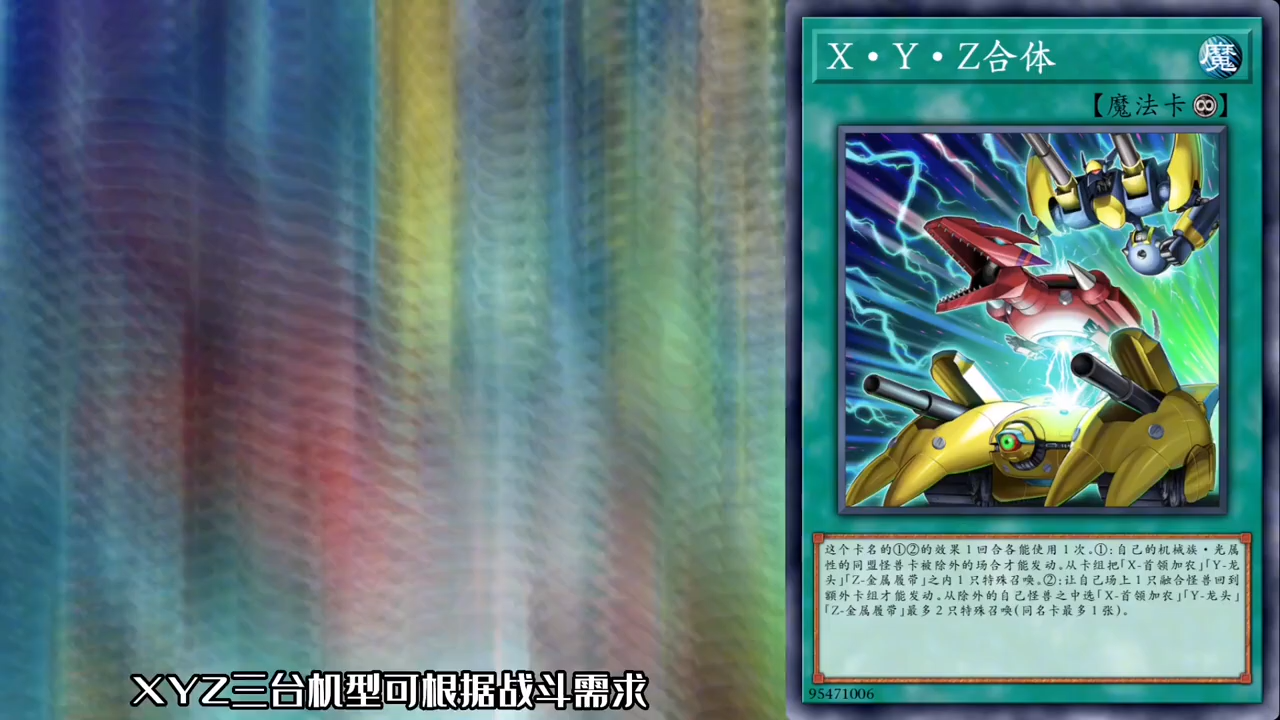 X・Y・Z合体
魔
【魔法卡∞】
这个卡名的①②的效果1回合各能使用1次。①:自己的机械族・光属
性的同盟怪兽卡被除外的场合才能发动。从卡组把「X-首领加农」「Y-龙
头」「Z-金属履带」之内1只特殊召唤。②:让自己场上1只融合怪兽回到
额外卡组才能发动。从除外的自己怪兽之中选「X-首领加农」「Y-龙头」
「Z-金属履带」最多2只特殊召唤(同名卡最多1张)。
95471006
XYZ三台机型可根据战斗需求